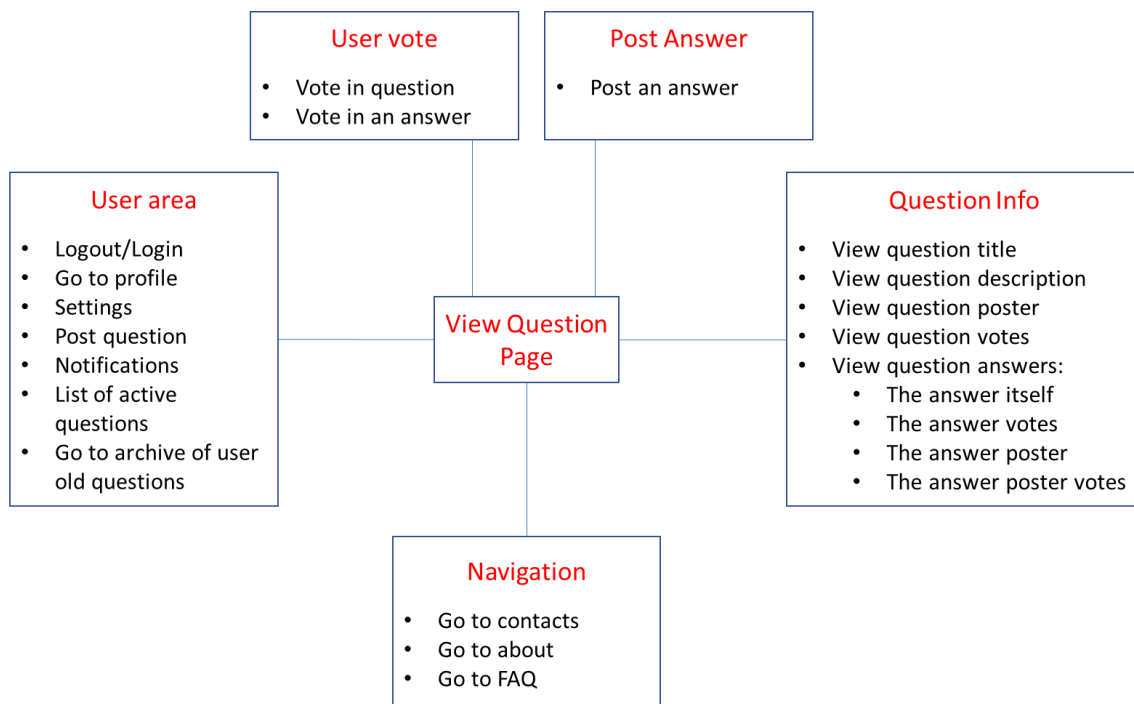 User vote
• Vote in question
• Vote in an answer
Post Answer
• Post an answer
User area
• Logout/Login
• Go to profile
• Settings
• Post question
• Notifications
• List of active
questions
• Go to archive of user
old questions
View Question
Page
Question Info
• View question title
• View question description
• View question poster
• View question votes
• View question answers:
• The answer itself
• The answer votes
• The answer poster
• The answer poster votes
Navigation
• Go to contacts
• Go to about
• Go to FAQ